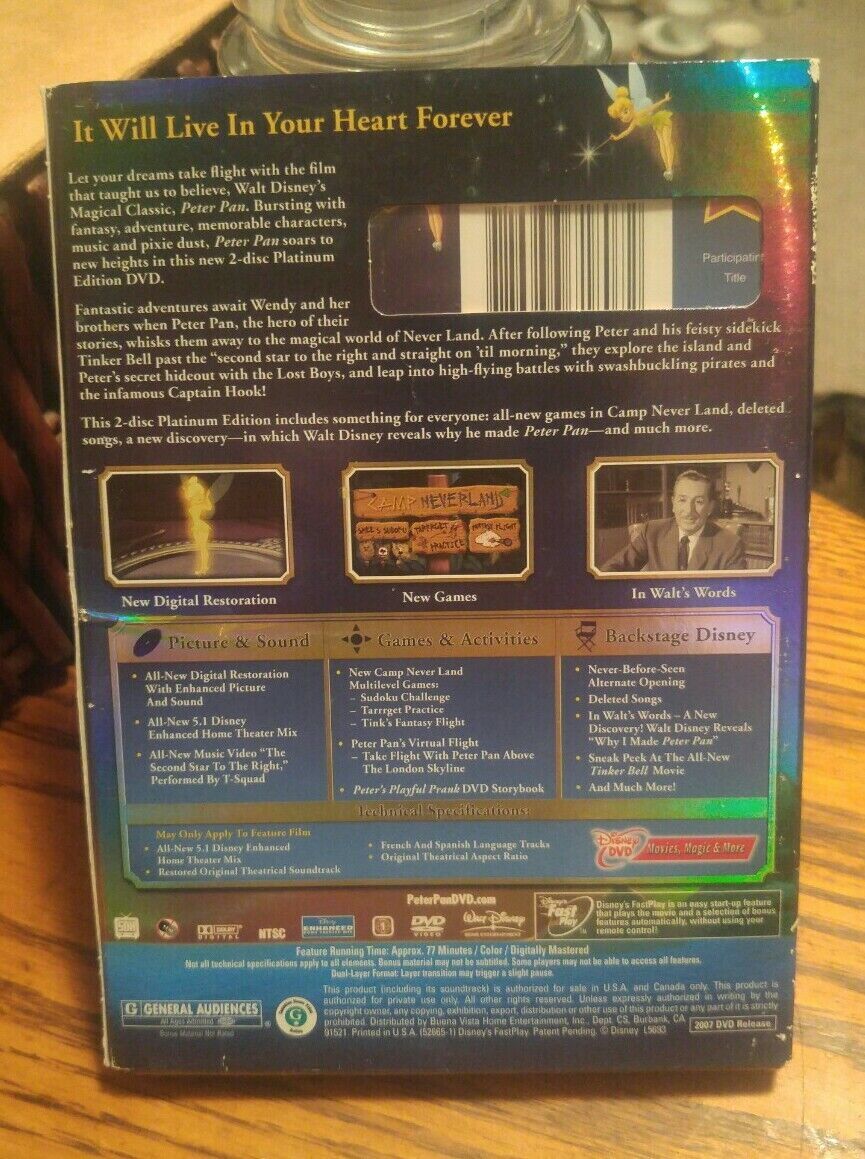 It Will Live In Your Heart Forever
Let your dreams take flight with the film
that taught us to believe, Walt Disney's
Magical Classic, Peter Pan. Bursting with
fantasy, adventure, memorable characters,
music and pixie dust, Peter Pan soars to
new heights in this new 2-disc Platinum
Edition DVD.
Participatin
Title
Fantastic adventures await Wendy and her
brothers when Peter Pan, the hero of their
stories, whisks them away to the magical world of Never Land. After following Peter and his feisty sidekick
Tinker Bell past the "second star to the right and straight on 'til morning," they explore the island and
Peter's secret hideout with the Lost Boys, and leap into high-flying battles with swashbuckling pirates and
the infamous Captain Hook!
This 2-disc Platinum Edition includes something for everyone: all-new games in Camp Never Land, deleted
songs, a new discovery—in which Walt Disney reveals why he made Peter Pan—and much more.
CAMP NEVERLAND
SMEE'S SUDOKU
TARRRGET
PRACTICE
FANTASY FLIGHT
New Digital Restoration
New Games
In Walt's Words
Picture & Sound
• All-New Digital Restoration
With Enhanced Picture
And Sound
• All-New 5.1 Disney
Enhanced Home Theater Mix
• All-New Music Video "The
Second Star To The Right,"
Performed By T-Squad
Games & Activities
• New Camp Never Land
Multilevel Games:
– Sudoku Challenge
– Tarrrget Practice
– Tink's Fantasy Flight
• Peter Pan's Virtual Flight
– Take Flight With Peter Pan Above
The London Skyline
• Peter's Playful Prank DVD Storybook
Backstage Disney
• Never-Before-Seen
Alternate Opening
• Deleted Songs
• In Walt's Words – A New
Discovery! Walt Disney Reveals
"Why I Made Peter Pan"
• Sneak Peek At The All-New
Tinker Bell Movie
• And Much More!
Technical Specifications:
May Only Apply To Feature Film
• All-New 5.1 Disney Enhanced
Home Theater Mix
• Restored Original Theatrical Soundtrack
• French And Spanish Language Tracks
• Original Theatrical Aspect Ratio
Disney DVD
Movies, Magic & More
PeterPanDVD.com
DOLBY
DIGITAL
NTSC
Disney
ENHANCED
HOME THEATER MIX
1
DVD
VIDEO
Walt Disney
HOME ENTERTAINMENT
Disney's
Fast
Play
TM
Disney's FastPlay is an easy start-up feature
that plays the movie and a selection of bonus
features automatically, without using your
remote control!
Feature Running Time: Approx. 77 Minutes / Color / Digitally Mastered
Not all technical specifications apply to all elements. Bonus material may not be subtitled. Some players may not be able to access all features.
Dual-Layer Format: Layer transition may trigger a slight pause.
G GENERAL AUDIENCES
All Ages Admitted
®
Bonus Material Not Rated
G
This product (including its soundtrack) is authorized for sale in U.S.A. and Canada only. This product is
authorized for private use only. All other rights reserved. Unless expressly authorized in writing by the
copyright owner, any copying, exhibition, export, distribution or other use of this product or any part of it is strictly
prohibited. Distributed by Buena Vista Home Entertainment, Inc., Dept. CS, Burbank, CA
91521. Printed in U.S.A. (52665-1) Disney's FastPlay. Patent Pending. © Disney L5693
2007 DVD Release